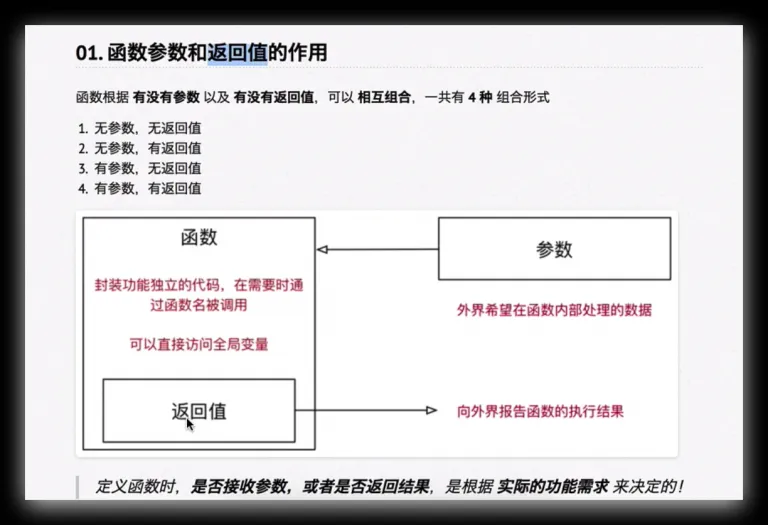 01. 函数参数和返回值的作用
函数根据 有没有参数 以及 有没有返回值，可以 相互组合，一共有 4 种 组合形式
1. 无参数，无返回值
2. 无参数，有返回值
3. 有参数，无返回值
4. 有参数，有返回值
函数
参数
封装功能独立的代码，在需要时通
过函数名被调用
外界希望在函数内部处理的数据
可以直接访问全局变量
返回值
向外界报告函数的执行结果
定义函数时，是否接收参数，或者是否返回结果，是根据 实际的功能需求 来决定的！